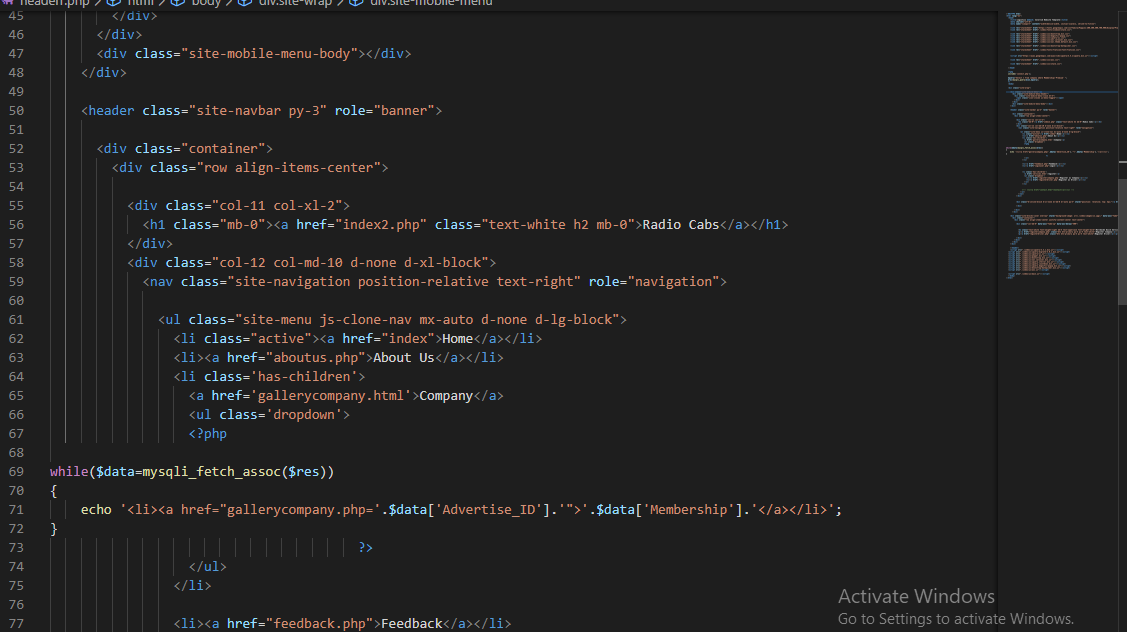 headerr.php > html > body > div.site-wrap > div.site-mobile-menu
45 </div>
46 </div>
47 <div class="site-mobile-menu-body"></div>
48 </div>
49
50 <header class="site-navbar py-3" role="banner">
51
52 <div class="container">
53 <div class="row align-items-center">
54
55 <div class="col-11 col-xl-2">
56 <h1 class="mb-0"><a href="index2.php" class="text-white h2 mb-0">Radio Cabs</a></h1>
57 </div>
58 <div class="col-12 col-md-10 d-none d-xl-block">
59 <nav class="site-navigation position-relative text-right" role="navigation">
60
61 <ul class="site-menu js-clone-nav mx-auto d-none d-lg-block">
62 <li class="active"><a href="index">Home</a></li>
63 <li><a href="aboutus.php">About Us</a></li>
64 <li class='has-children'>
65 <a href='gallerycompany.html'>Company</a>
66 <ul class='dropdown'>
67 <?php
68
69 while($data=mysqli_fetch_assoc($res))
70 {
71 echo '<li><a href="gallerycompany.php='.$data['Advertise_ID'].'">'.$data['Membership'].'</a></li>';
72 }
73 ?>
74 </ul>
75 </li>
76
77 <li><a href="feedback.php">Feedback</a></li>
Activate Windows
Go to Settings to activate Windows.